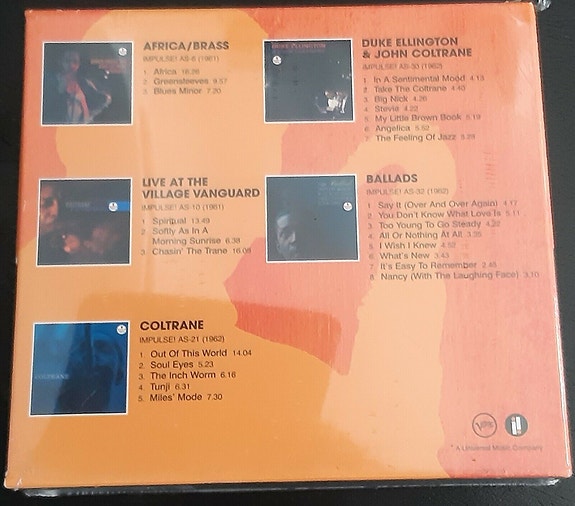 AFRICA/BRASS
IMPULSE! AS-6 (1961)
1. Africa 16.28
2. Greensleeves 9.57
3. Blues Minor 7.20
LIVE AT THE
VILLAGE VANGUARD
IMPULSE! AS-10 (1961)
1. Spiritual 13.49
2. Softly As In A
Morning Sunrise 6.38
3. Chasin' The Trane 16.08
COLTRANE
IMPULSE! AS-21 (1962)
1. Out Of This World 14.04
2. Soul Eyes 5.23
3. The Inch Worm 6.16
4. Tunji 6.31
5. Miles' Mode 7.30
COLTRANE
DUKE ELLINGTON
& JOHN COLTRANE
IMPULSE! AS-30 (1962)
1. In A Sentimental Mood 4.13
2. Take The Coltrane 4.40
3. Big Nick 4.26
4. Stevie 4.22
5. My Little Brown Book 5.19
6. Angelica 5.52
7. The Feeling Of Jazz 5.29
DUKE ELLINGTON
BALLADS
IMPULSE! AS-32 (1962)
1. Say It (Over And Over Again) 4.17
2. You Don't Know What Love Is 5.11
3. Too Young To Go Steady 4.22
4. All Or Nothing At All 3.35
5. I Wish I Knew 4.52
6. What's New 3.43
7. It's Easy To Remember 2.45
8. Nancy (With The Laughing Face) 3.10
Verve
A Universal Music Company